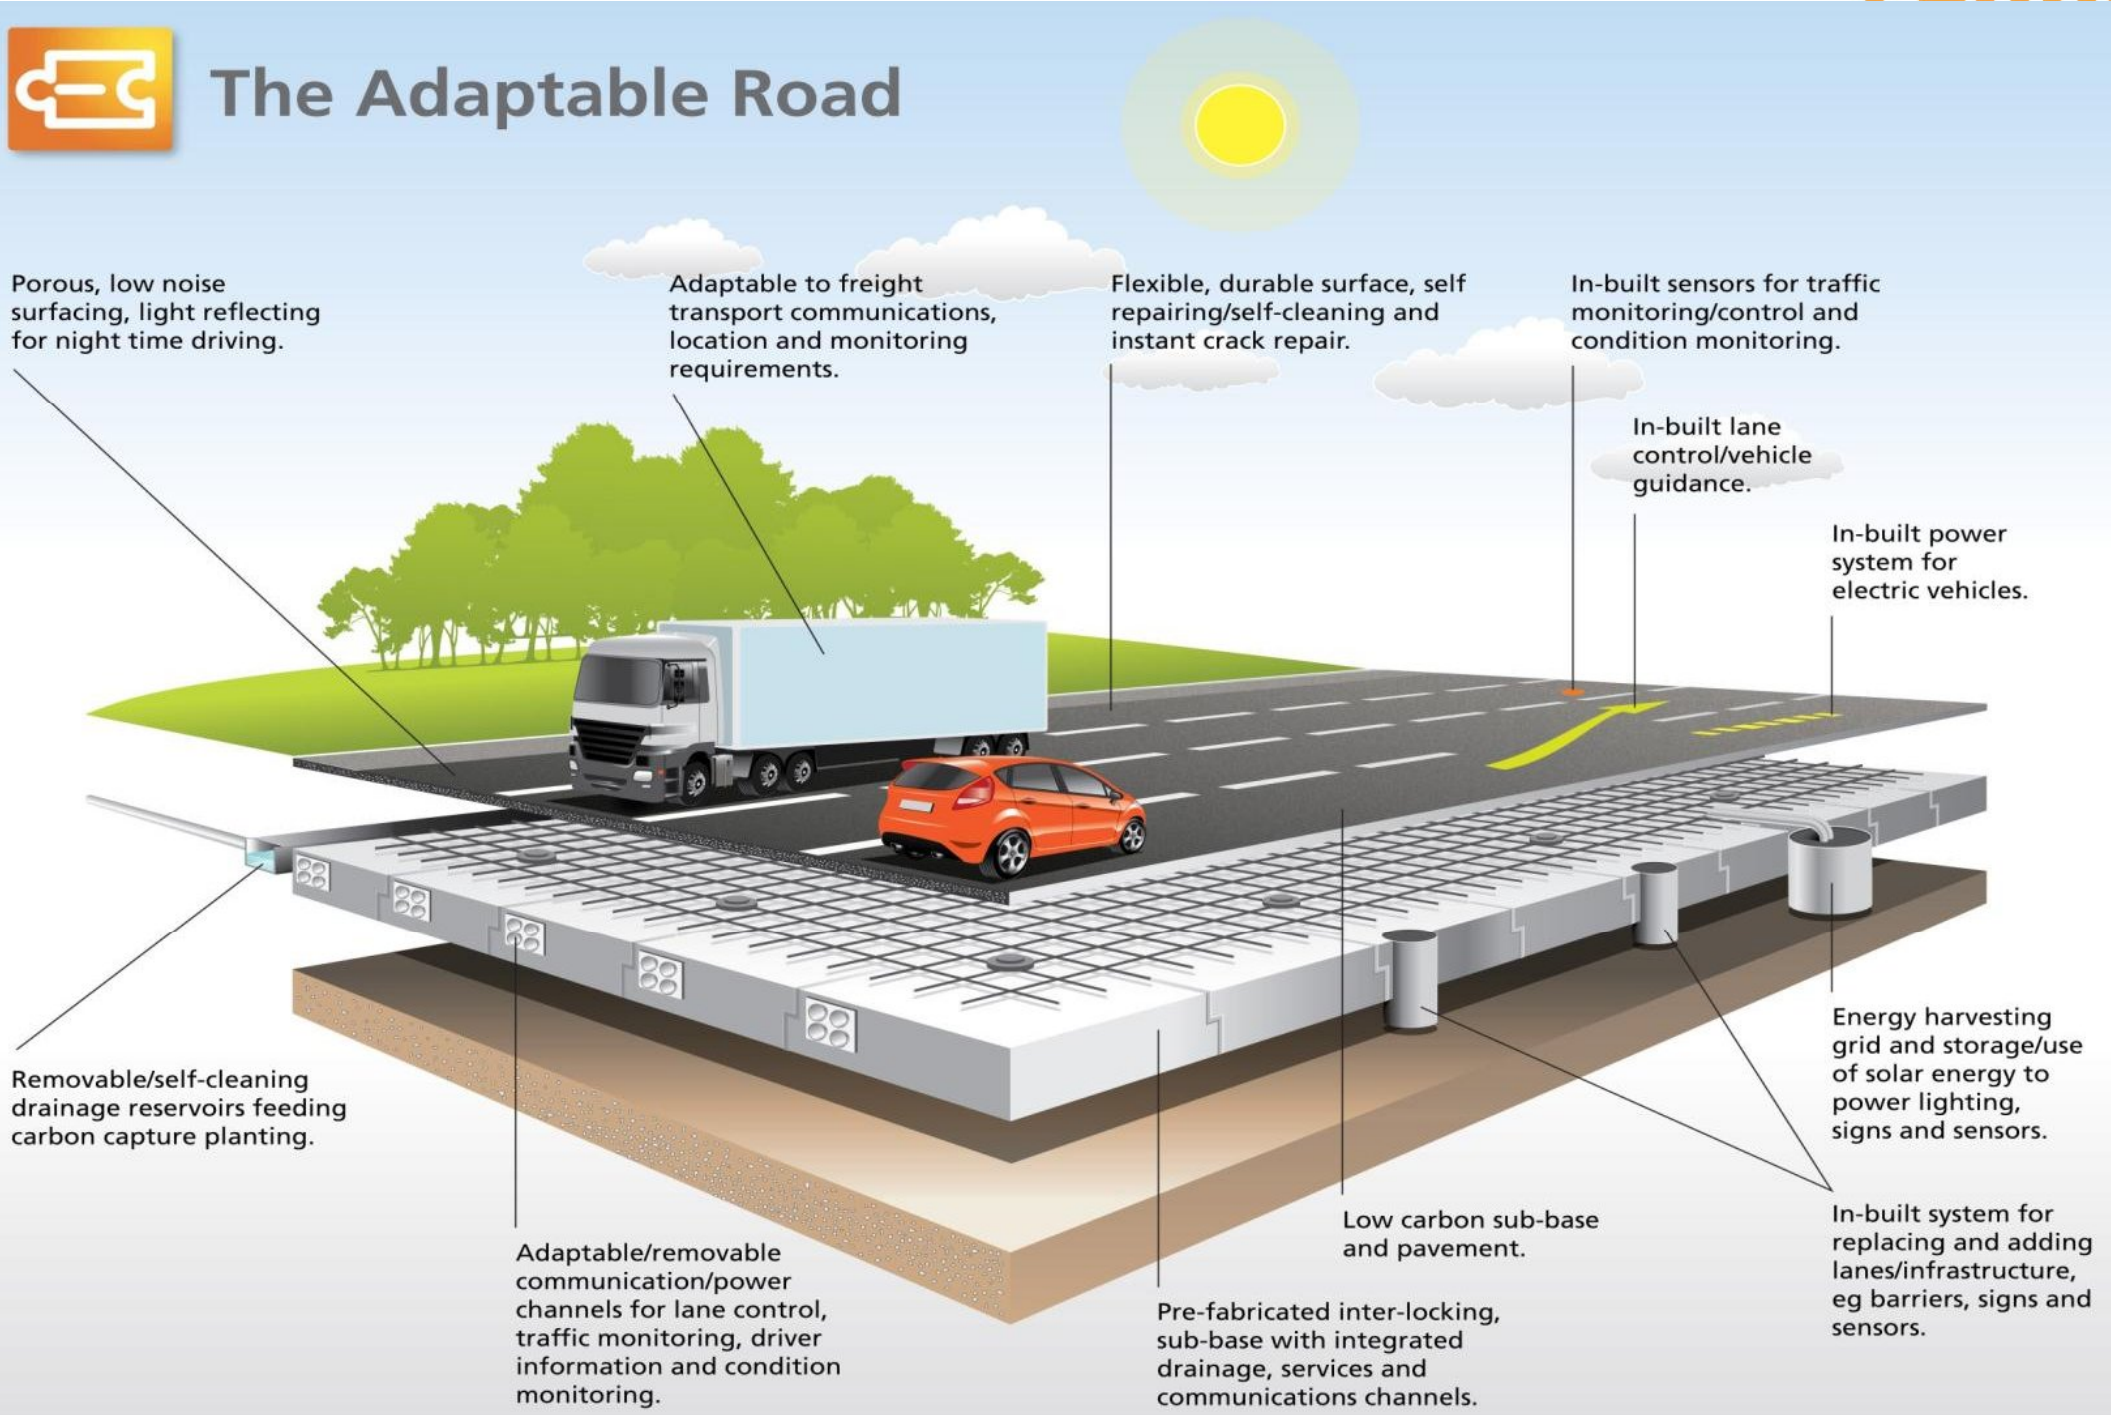 The Adaptable Road
Porous, low noise
surfacing, light reflecting
for night time driving.
Adaptable to freight
transport communications,
location and monitoring
requirements.
Flexible, durable surface, self
repairing/self-cleaning and
instant crack repair.
In-built sensors for traffic
monitoring/control and
condition monitoring.
In-built lane
control/vehicle
guidance.
In-built power
system for
electric vehicles.
Removable/self-cleaning
drainage reservoirs feeding
carbon capture planting.
Adaptable/removable
communication/power
channels for lane control,
traffic monitoring, driver
information and condition
monitoring.
Pre-fabricated inter-locking,
sub-base with integrated
drainage, services and
communications channels.
Low carbon sub-base
and pavement.
Energy harvesting
grid and storage/use
of solar energy to
power lighting,
signs and sensors.
In-built system for
replacing and adding
lanes/infrastructure,
eg barriers, signs and
sensors.